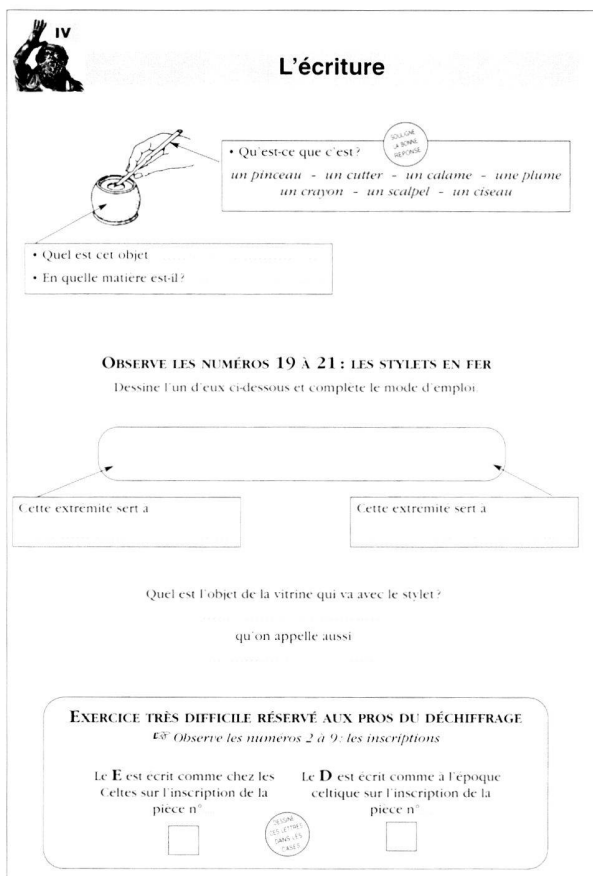 IV
L'écriture
SOULIGNE
LA BONNE
RÉPONSE
• Qu'est-ce que c'est?
un pinceau - un cutter - un calame - une plume
un crayon - un scalpel - un ciseau
• Quel est cet objet
• En quelle matière est-il?
OBSERVE LES NUMÉROS 19 À 21 : LES STYLETS EN FER
Dessine l'un d'eux ci-dessous et complète le mode d'emploi
Cette extrémité sert à
Cette extrémité sert à
Quel est l'objet de la vitrine qui va avec le stylet?
qu'on appelle aussi
EXERCICE TRÈS DIFFICILE RÉSERVÉ AUX PROS DU DÉCHIFFRAGE
☞ Observe les numéros 2 à 9 : les inscriptions
Le E est écrit comme chez les
Celtes sur l'inscription de la
pièce n°
Le D est écrit comme à l'époque
celtique sur l'inscription de la
pièce n°
DESSINE
DES LETTRES
DANS LES
CASES